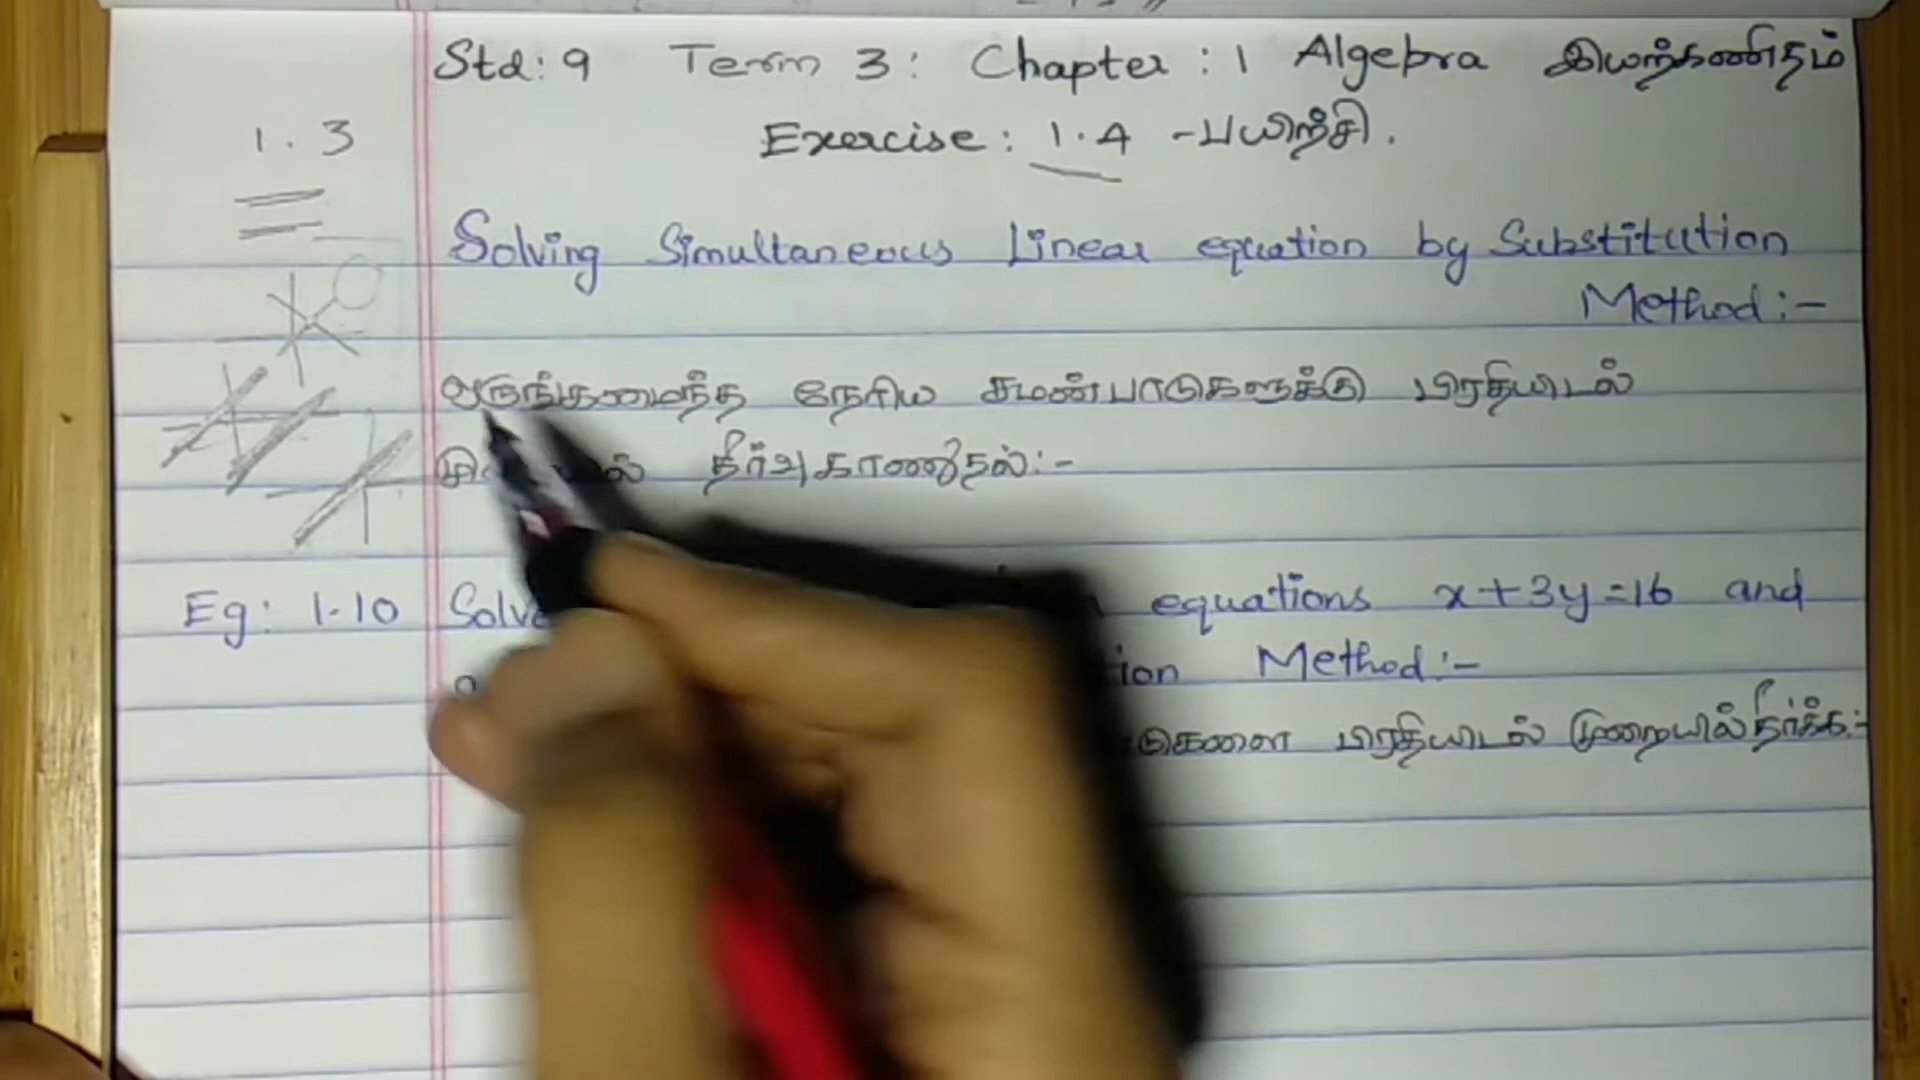 Std: 9 Term 3: Chapter: 1 Algebra இயற்கணிதம்
1.3
Exercise: 1.4 -பயிற்சி.
Solving Simultaneous Linear equation by Substitution
Method:-
ஒருங்கமைந்த நேரிய சமன்பாடுகளுக்கு பிரதியிடல்
தீர்வுகாணுதல்:-
Eg: 1.10 Solve equations x+3y=16 and
Method:-
பிரதியிடல் முறையில் தீர்க்க:-